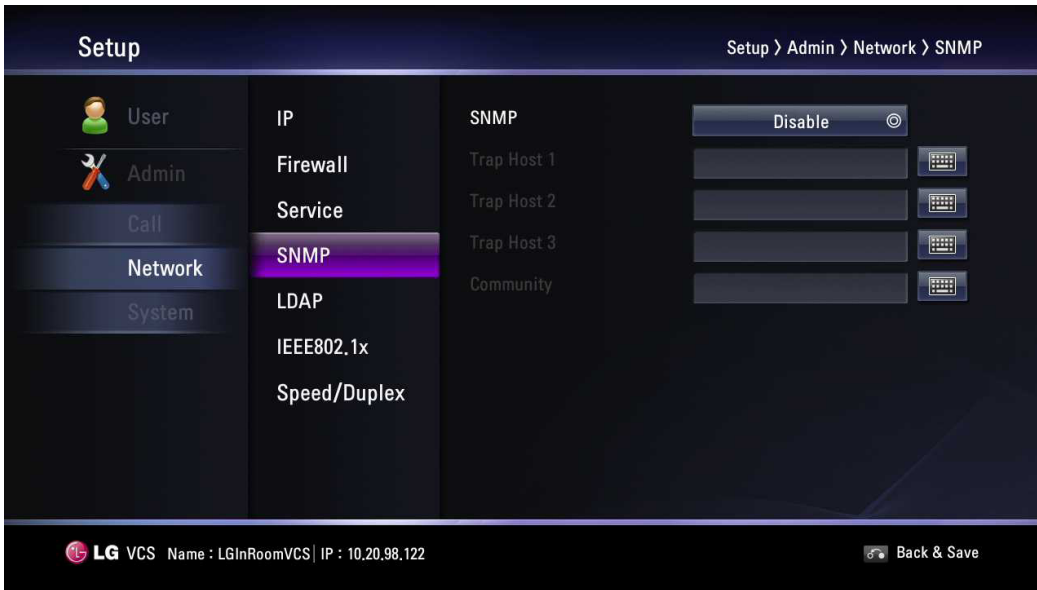 Setup
Setup > Admin > Network > SNMP
User
Admin
Call
Network
System
IP
Firewall
Service
SNMP
LDAP
IEEE802.1x
Speed/Duplex
SNMP
Disable
Trap Host 1
Trap Host 2
Trap Host 3
Community
LG VCS Name : LGInRoomVCS| IP : 10.20.98.122
Back & Save